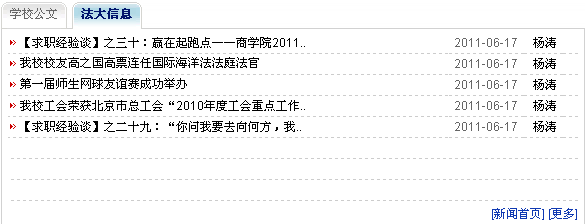 学校公文 法大信息
【求职经验谈】之三十：赢在起跑点——商学院2011.. 2011-06-17 杨涛
我校校友高之国高票连任国际海洋法法庭法官 2011-06-17 杨涛
第一届师生网球友谊赛成功举办 2011-06-17 杨涛
我校工会荣获北京市总工会“2010年度工会重点工作.. 2011-06-17 杨涛
【求职经验谈】之二十九：“你问我要去向何方，我.. 2011-06-17 杨涛
[新闻首页] [更多]